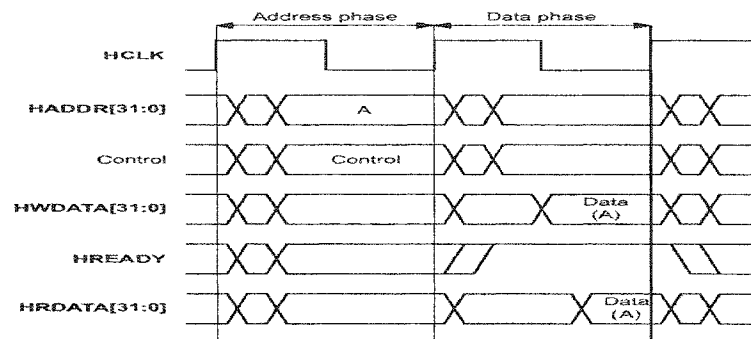 Address phase
Data phase
HCLK
HADDR[31:0]
A
Control
Control
HWDATA[31:0]
Data
(A)
HREADY
HRDATA[31:0]
Data
(A)